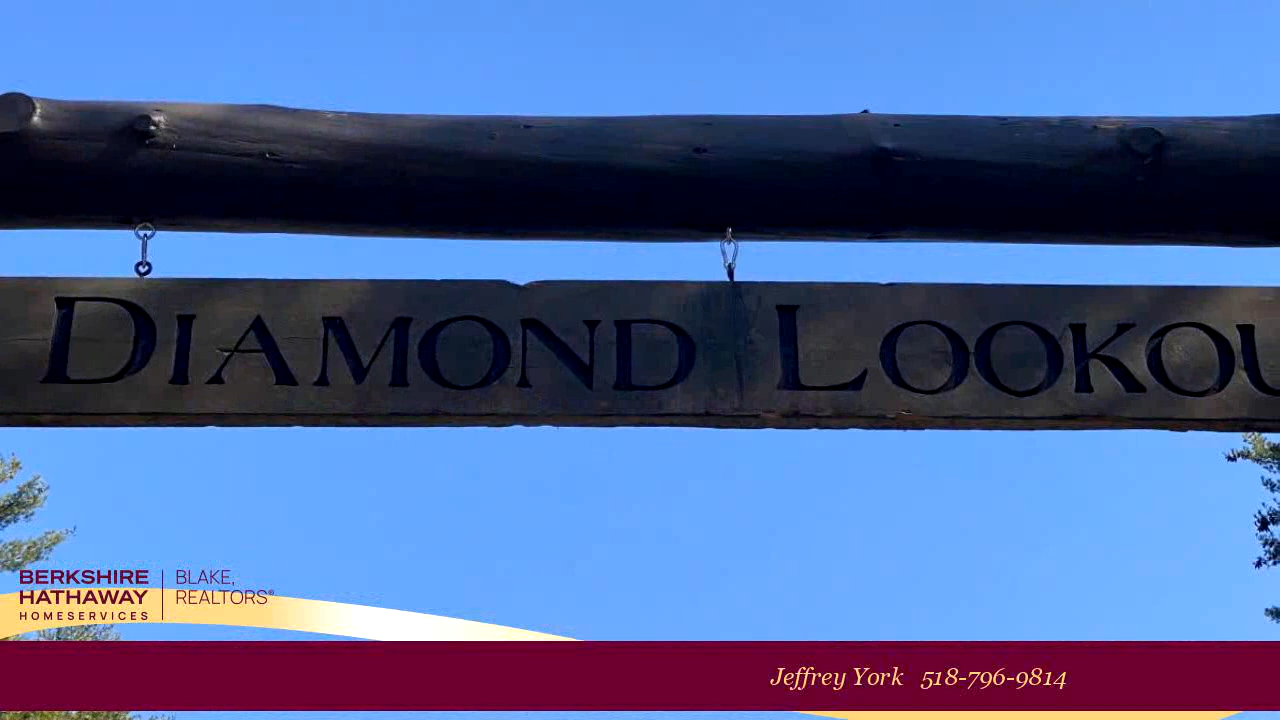 DIAMOND LOOKOU
BERKSHIRE
HATHAWAY
HOMESERVICES
BLAKE,
REALTORS®
Jeffrey York 518-796-9814